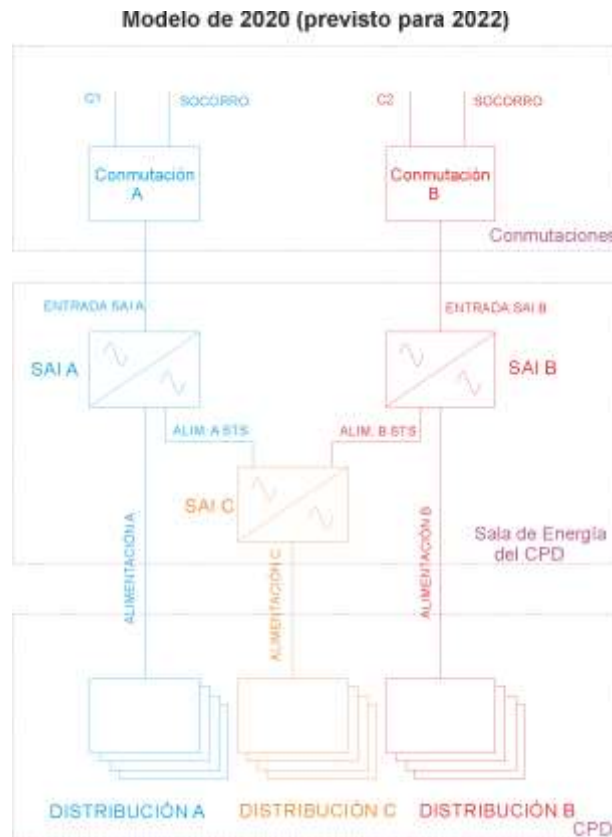 Modelo de 2020 (previsto para 2022)
C1
SOCORRO
C2
SOCORRO
Conmutación
A
Conmutación
B
Conmutaciones
ENTRADA SAI A
ENTRADA SAI B
SAI A
SAI B
ALIM. A STS
ALIM. B STS
SAI C
ALIMENTACIÓN A
ALIMENTACIÓN C
ALIMENTACIÓN B
Sala de Energía
del CPD
DISTRIBUCIÓN A
DISTRIBUCIÓN C
DISTRIBUCIÓN B
CPD